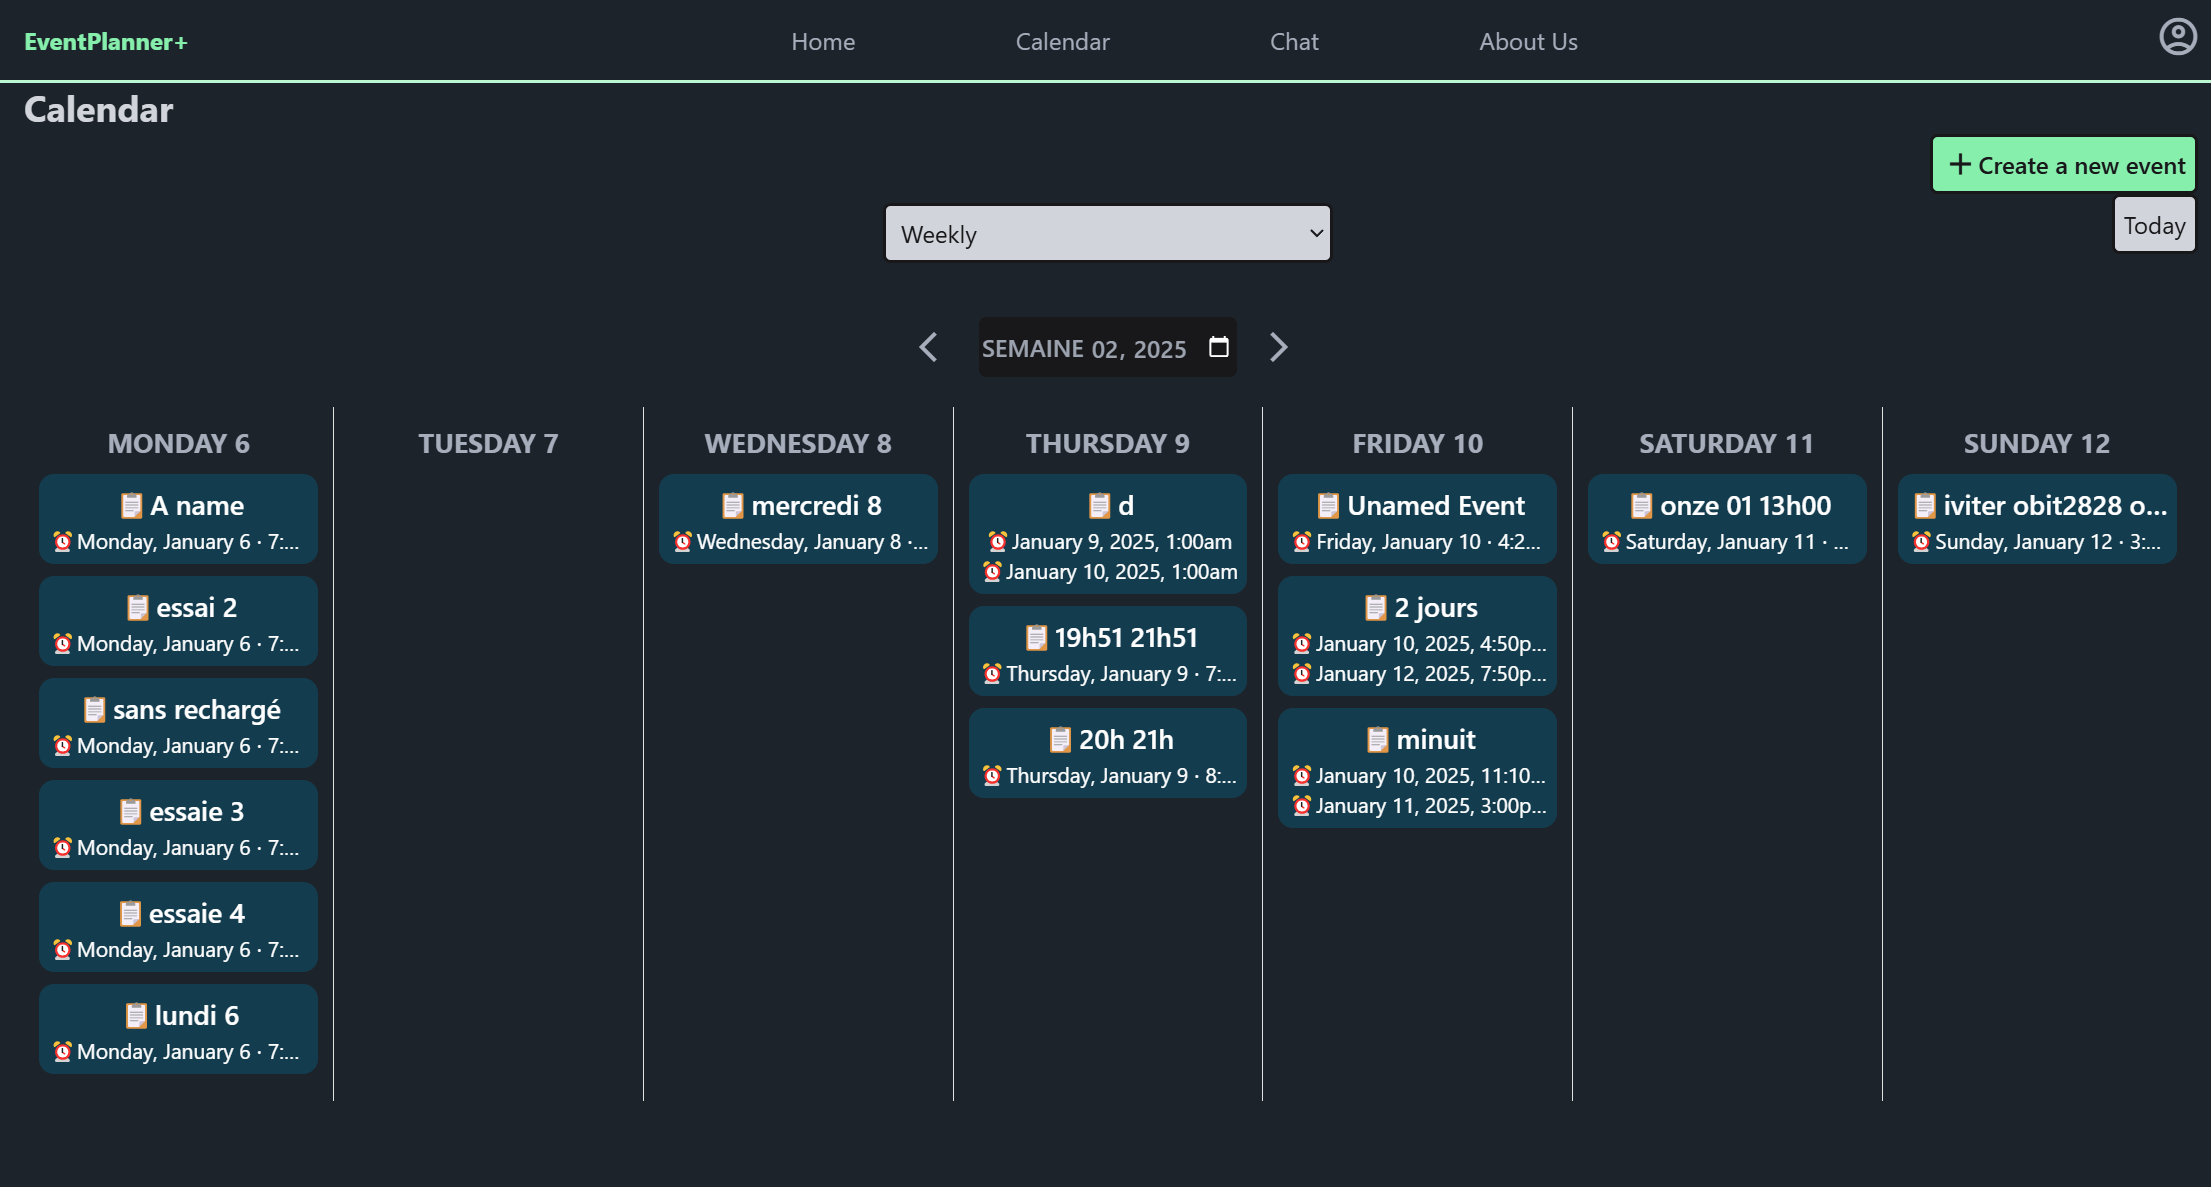 EventPlanner+
Home
Calendar
Chat
About Us
Calendar
+ Create a new event
Today
Weekly
SEMAINE 02, 2025
MONDAY 6
A name
Monday, January 6 · 7:...
essai 2
Monday, January 6 · 7:...
sans rechargé
Monday, January 6 · 7:...
essaie 3
Monday, January 6 · 7:...
essaie 4
Monday, January 6 · 7:...
lundi 6
Monday, January 6 · 7:...
TUESDAY 7
WEDNESDAY 8
mercredi 8
Wednesday, January 8 ·...
THURSDAY 9
d
January 9, 2025, 1:00am
January 10, 2025, 1:00am
19h51 21h51
Thursday, January 9 · 7:...
20h 21h
Thursday, January 9 · 8:...
FRIDAY 10
Unamed Event
Friday, January 10 · 4:2...
2 jours
January 10, 2025, 4:50p...
January 12, 2025, 7:50p...
minuit
January 10, 2025, 11:10...
January 11, 2025, 3:00p...
SATURDAY 11
onze 01 13h00
Saturday, January 11 · ...
SUNDAY 12
iviter obit2828 o...
Sunday, January 12 · 3:...